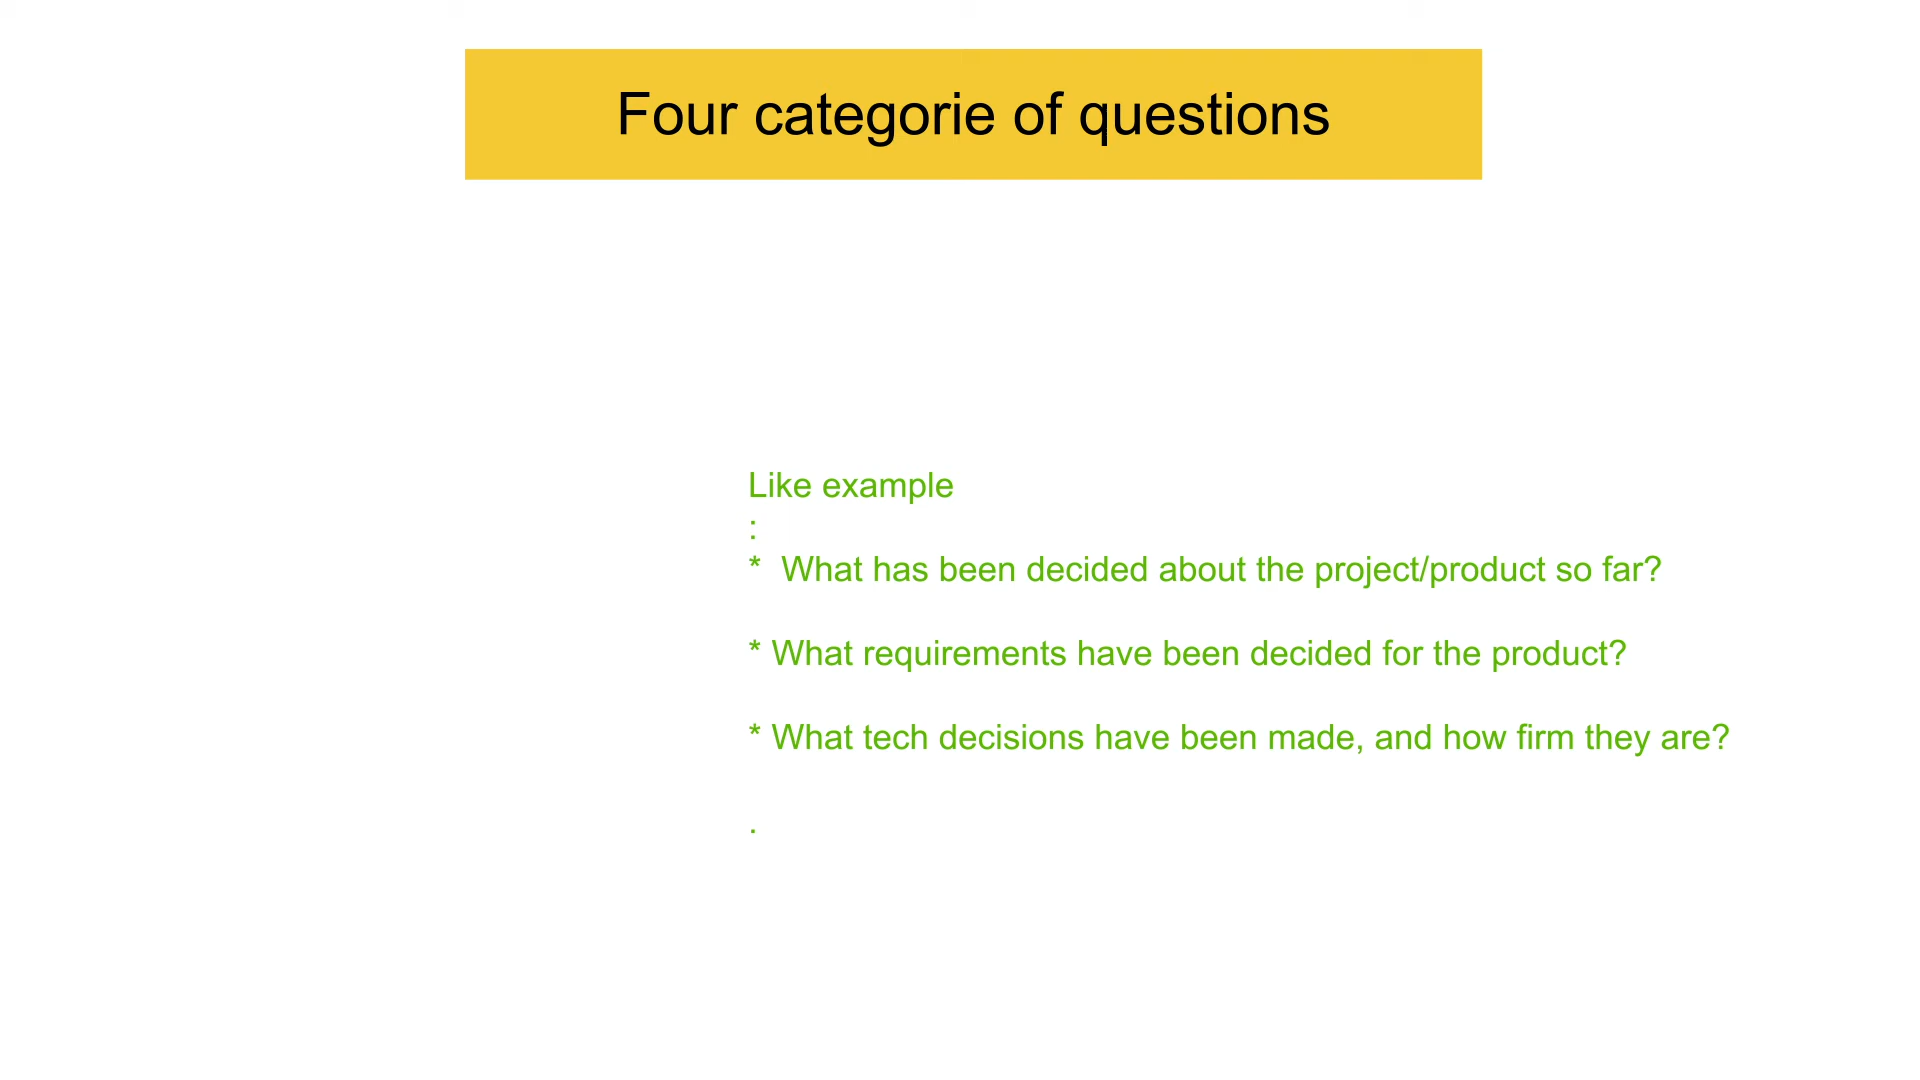 Four categorie of questions
Like example
:
*  What has been decided about the project/product so far?
* What requirements have been decided for the product?
* What tech decisions have been made, and how firm they are?
.